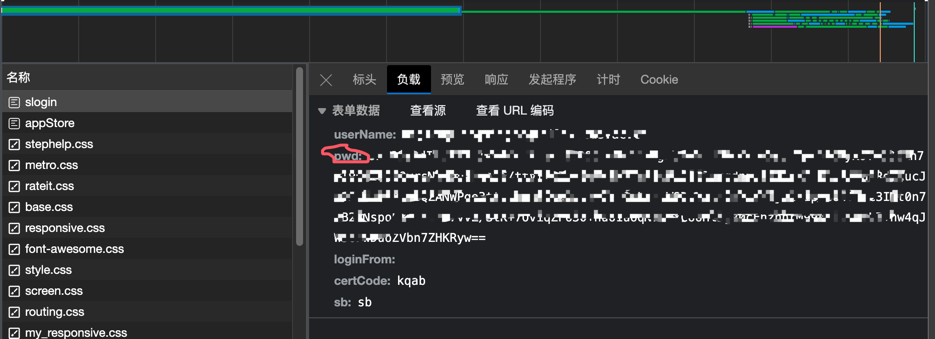 名称
slogin
appStore
stephelp.css
metro.css
rateit.css
base.css
responsive.css
font-awesome.css
style.css
screen.css
routing.css
my_responsive.css
标头 负载 预览 响应 发起程序 计时 Cookie
表单数据 查看源 查看 URL 编码
userName:
pwd:
ZVbn7ZHKRyw==
loginFrom:
certCode: kqab
sb: sb